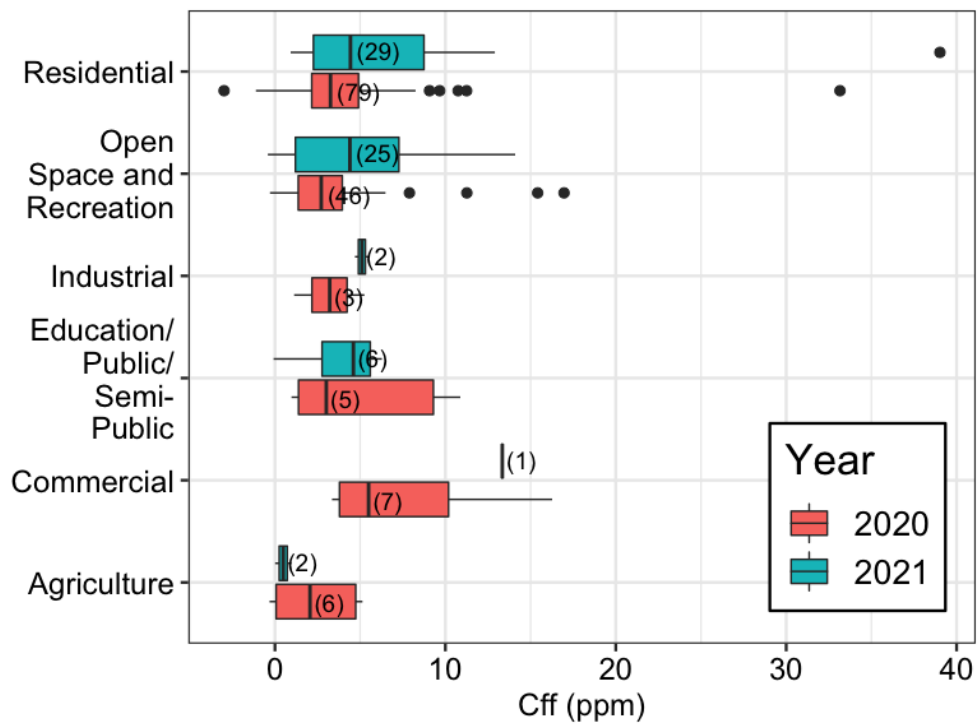 Residential
(29)
(79)
Open
Space and
Recreation
(25)
(46)
Industrial
(2)
(3)
Education/
Public/
Semi-
Public
(6)
(5)
Commercial
(1)
(7)
Agriculture
(2)
(6)
Year
2020
2021
0 10 20 30 40
Cff (ppm)